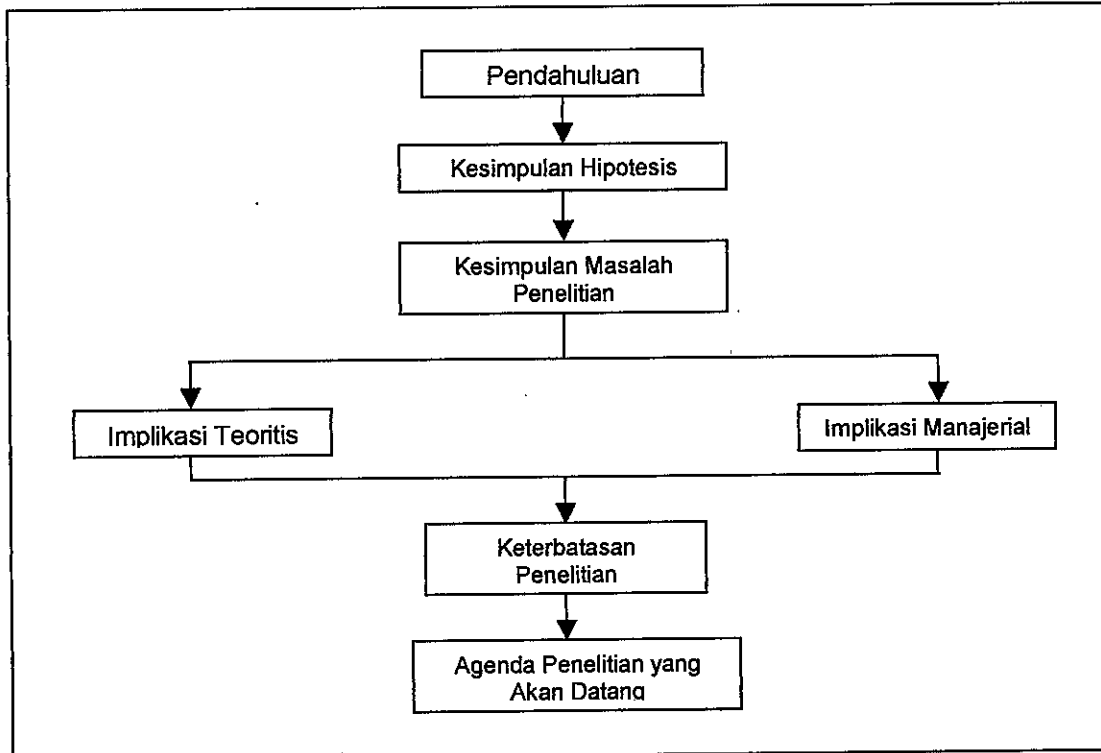 Pendahuluan
Kesimpulan Hipotesis
Kesimpulan Masalah
Penelitian
Implikasi Teoritis
Implikasi Manajerial
Keterbatasan
Penelitian
Agenda Penelitian yang
Akan Datang